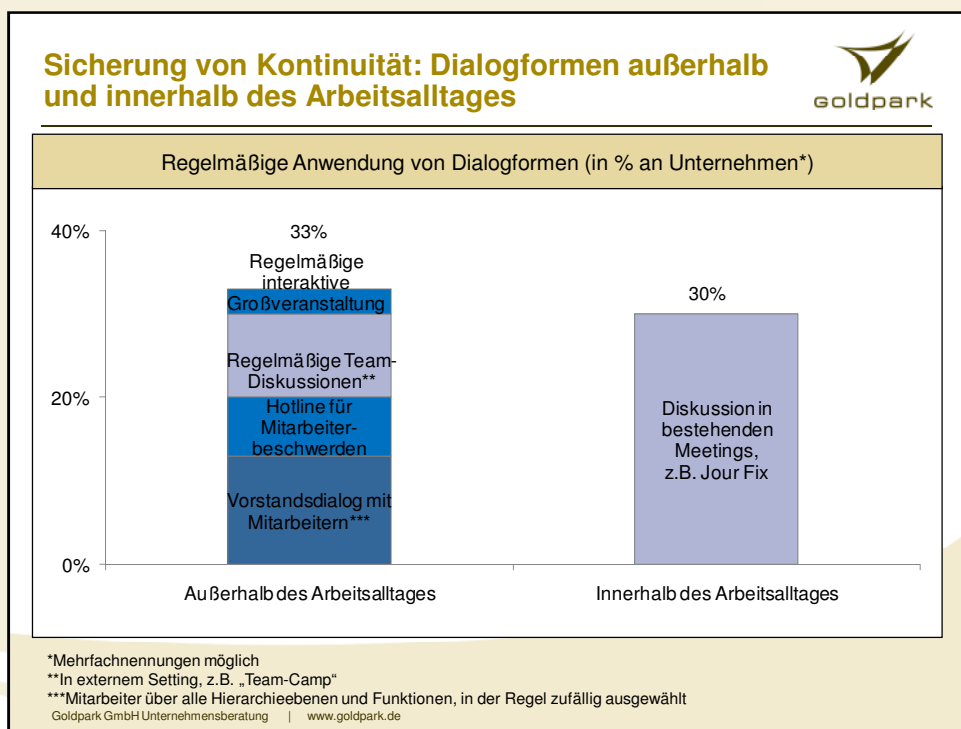 Sicherung von Kontinuität: Dialogformen außerhalb
und innerhalb des Arbeitsalltages
Goldpark
Regelmäßige Anwendung von Dialogformen (in % an Unternehmen*)
40%
20%
0%
33%
Regelmäßige
interaktive
Großveranstaltung
Regelmäßige Team-
Diskussionen**
Hotline für
Mitarbeiter-
beschwerden
Vorstandsdialog mit
Mitarbeitern***
30%
Diskussion in
bestehenden
Meetings,
z.B. Jour Fix
Außerhalb des Arbeitsalltages
Innerhalb des Arbeitsalltages
*Mehrfachnennungen möglich
**In externem Setting, z.B. „Team-Camp“
***Mitarbeiter über alle Hierarchieebenen und Funktionen, in der Regel zufällig ausgewählt
Goldpark GmbH Unternehmensberatung | www.goldpark.de